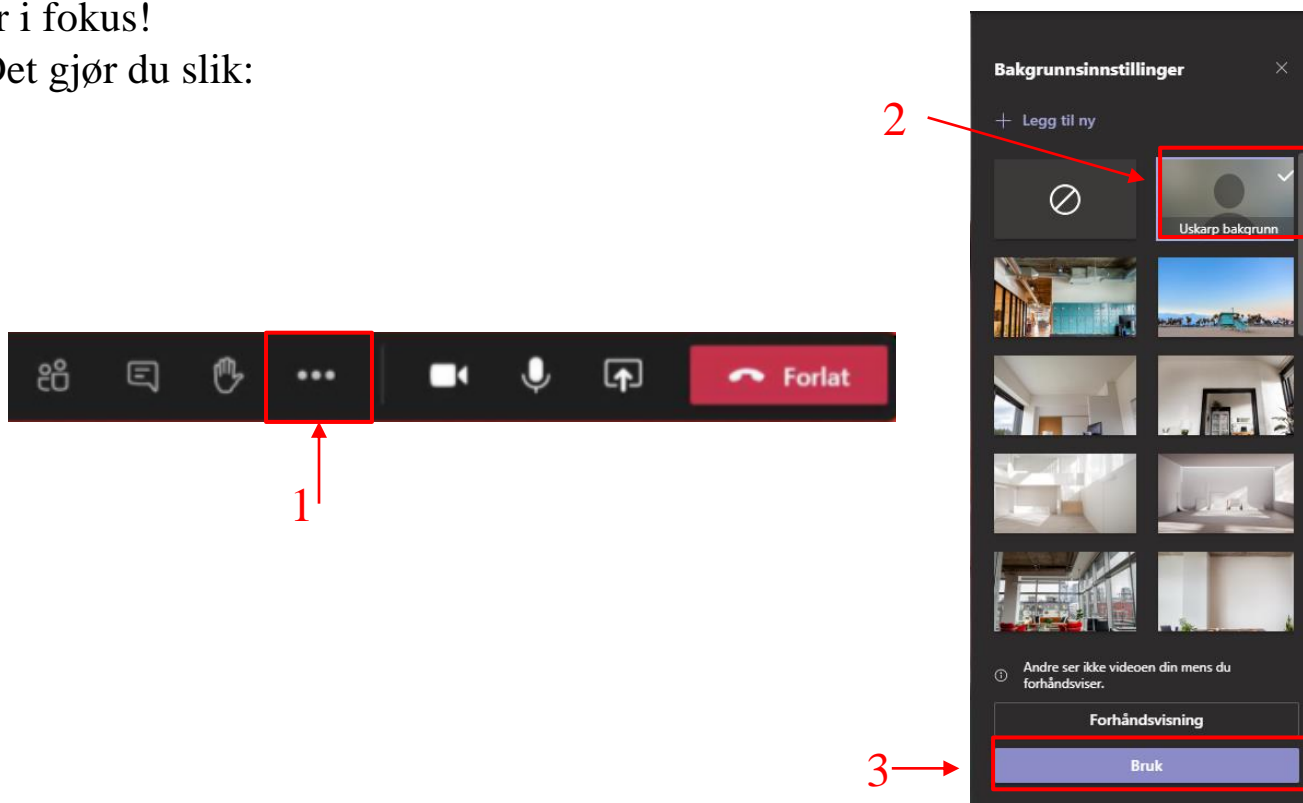 r i fokus!
Det gjør du slik:
Bakgrunnsinnstillinger
Legg til ny
2
Uskarp bakgrunn
Forlat
1
Andre ser ikke videoen din mens du
forhåndsviser.
Forhåndsvisning
3
Bruk